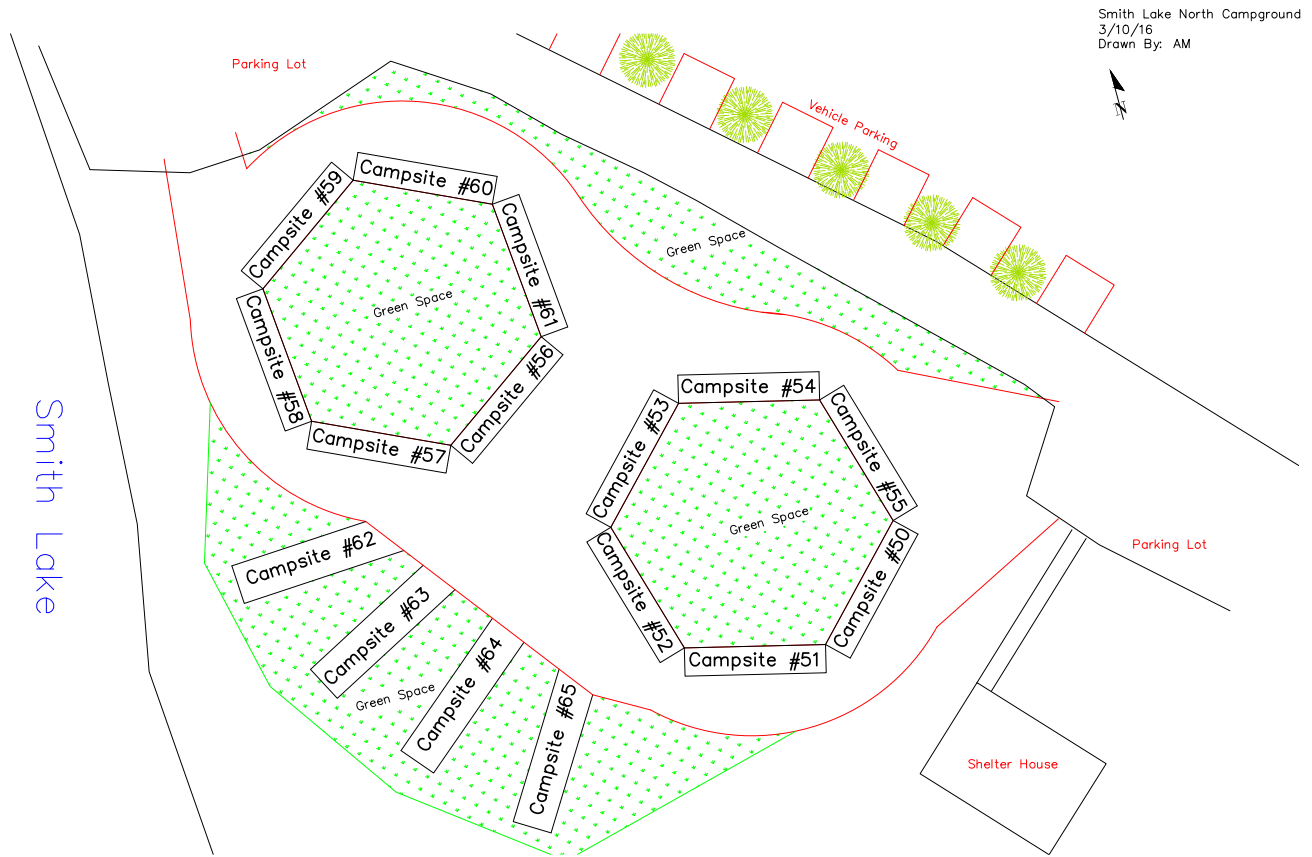 Smith Lake North Campground
3/10/16
Drawn By: AM
N
Parking Lot
Vehicle Parking
Campsite #59
Campsite #60
Campsite #61
Green Space
Green Space
Campsite #58
Campsite #57
Campsite #56
Campsite #53
Campsite #54
Campsite #55
Green Space
Campsite #52
Campsite #51
Campsite #50
Smith Lake
Parking Lot
Campsite #62
Campsite #63
Campsite #64
Campsite #65
Green Space
Shelter House